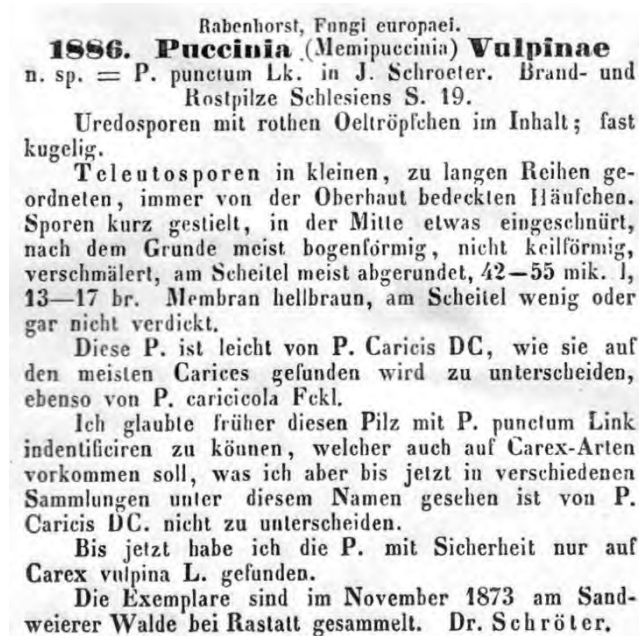 Rabenhorst, Fungi europaei.
1886. Puccinia (Memipuccinia) Vulpinae
n. sp. = P. punctum Lk. in J. Schroeter. Brand- und
Rostpilze Schlesiens S. 19.
Uredosporen mit rothen Oeltröpfchen im Inhalt; fast
kugelig.
Teleutosporen in kleinen, zu langen Reihen ge-
ordneten, immer von der Oberhaut bedeckten Häufchen.
Sporen kurz gestielt, in der Mitte etwas eingeschnürt,
nach dem Grunde meist bogenförmig, nicht keilförmig,
verschmälert, am Scheitel meist abgerundet, 42—55 mik. l,
13—17 br. Membran hellbraun, am Scheitel wenig oder
gar nicht verdickt.
Diese P. ist leicht von P. Caricis DC, wie sie auf
den meisten Carices gefunden wird zu unterscheiden,
ebenso von P. caricicola Fckl.
Ich glaubte früher diesen Pilz mit P. punctum Link
indentificiren zu können, welcher auch auf Carex-Arten
vorkommen soll, was ich aber bis jetzt in verschiedenen
Sammlungen unter diesem Namen gesehen ist von P.
Caricis DC. nicht zu unterscheiden.
Bis jetzt habe ich die P. mit Sicherheit nur auf
Carex vulpina L. gefunden.
Die Exemplare sind im November 1873 am Sand-
weierer Walde bei Rastatt gesammelt. Dr. Schröter.